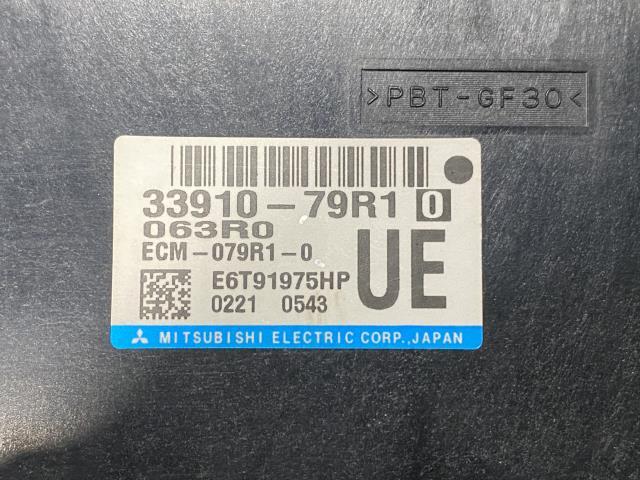 >PBT-GF30<
33910-79R1 0
063R0
ECM-079R1-0
E6T91975HP
0221 0543
UE
MITSUBISHI ELECTRIC CORP., JAPAN